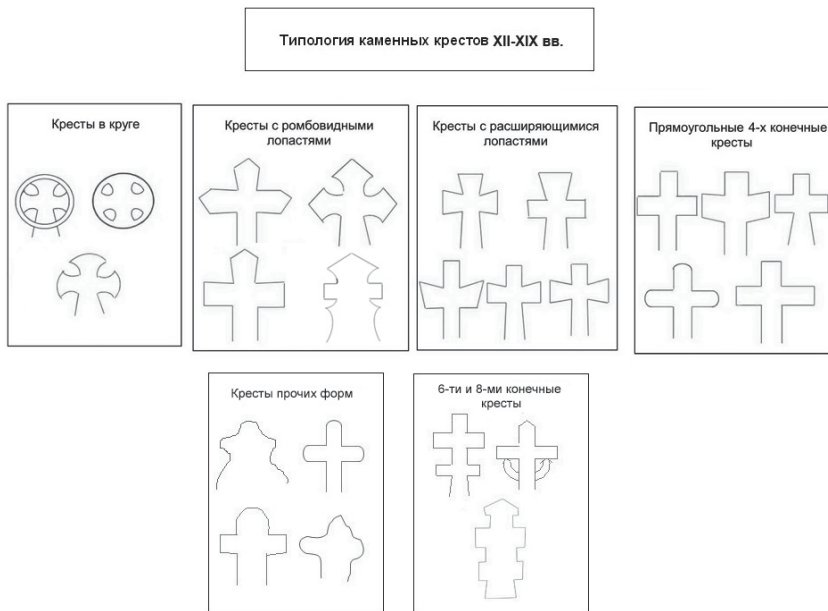 Типология каменных крестов XII-XIX вв.
Кресты в круге
Кресты с ромбовидными
лопастями
Кресты с расширяющимися
лопастями
Прямоугольные 4-х конечные
кресты
Кресты прочих форм
6-ти и 8-ми конечные
кресты